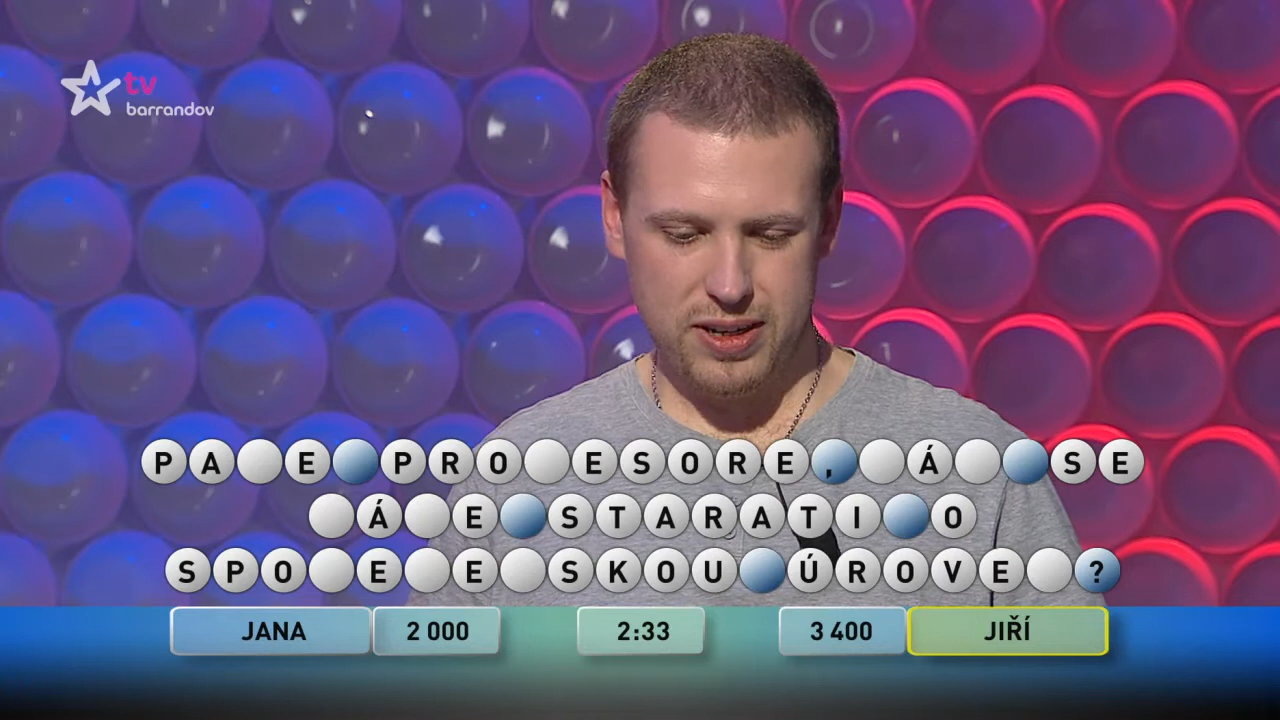 tv
barrandov
PA E PRO ESORE, Á SE
Á E STARATI O
SPO E E SKOU ÚROVE ?
JANA 2 000 2:33 3 400 JIŘÍ